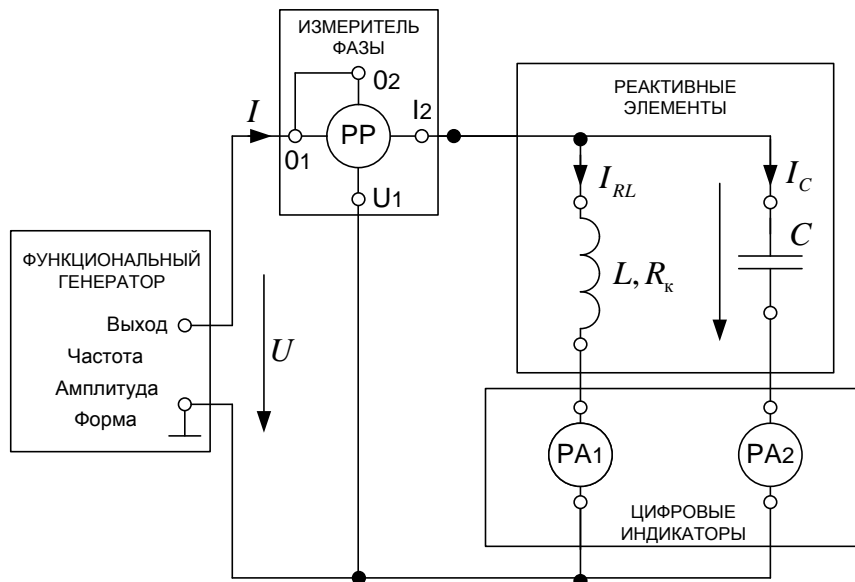 ИЗМЕРИТЕЛЬ
ФАЗЫ
02
I
PP
I2
01
U1
РЕАКТИВНЫЕ
ЭЛЕМЕНТЫ
I_RL
I_C
C
L, R_к
ФУНКЦИОНАЛЬНЫЙ
ГЕНЕРАТОР
Выход
Частота
Амплитуда
Форма
U
PA1
PA2
ЦИФРОВЫЕ
ИНДИКАТОРЫ